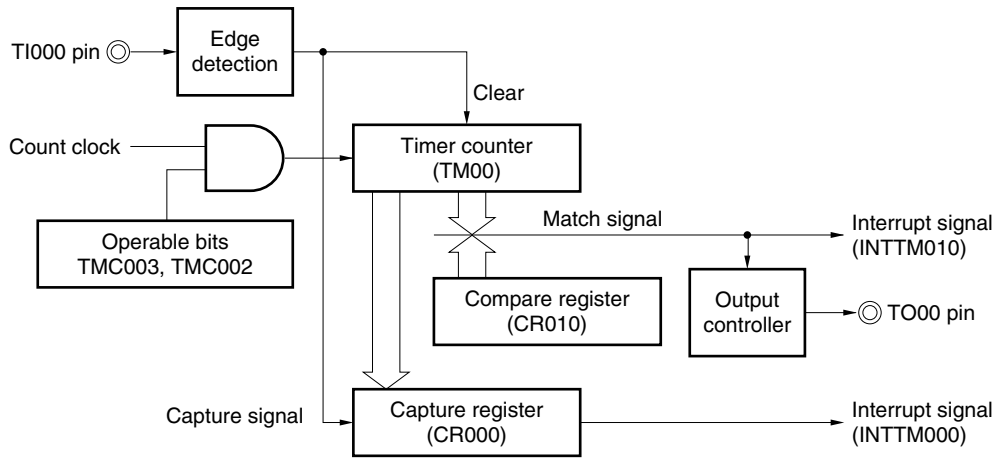 TI000 pin
Edge
detection
Clear
Count clock
Timer counter
(TM00)
Operable bits
TMC003, TMC002
Match signal
Interrupt signal
(INTTM010)
Compare register
(CR010)
Output
controller
TO00 pin
Capture signal
Capture register
(CR000)
Interrupt signal
(INTTM000)